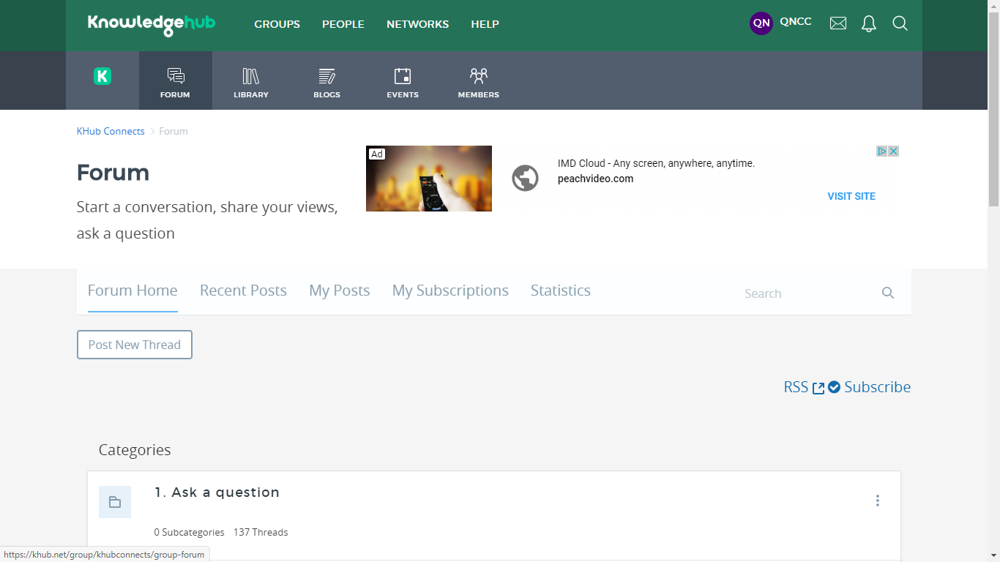 Knowledgehub
GROUPS PEOPLE NETWORKS HELP
QN QNCC
K
FORUM LIBRARY BLOGS EVENTS MEMBERS
KHub Connects > Forum
Forum
Start a conversation, share your views,
ask a question
Ad
IMD Cloud - Any screen, anywhere, anytime.
peachvideo.com
VISIT SITE
Forum Home Recent Posts My Posts My Subscriptions Statistics Search
Post New Thread
RSS Subscribe
Categories
1. Ask a question
0 Subcategories 137 Threads
https://khub.net/group/khubconnects/group-forum